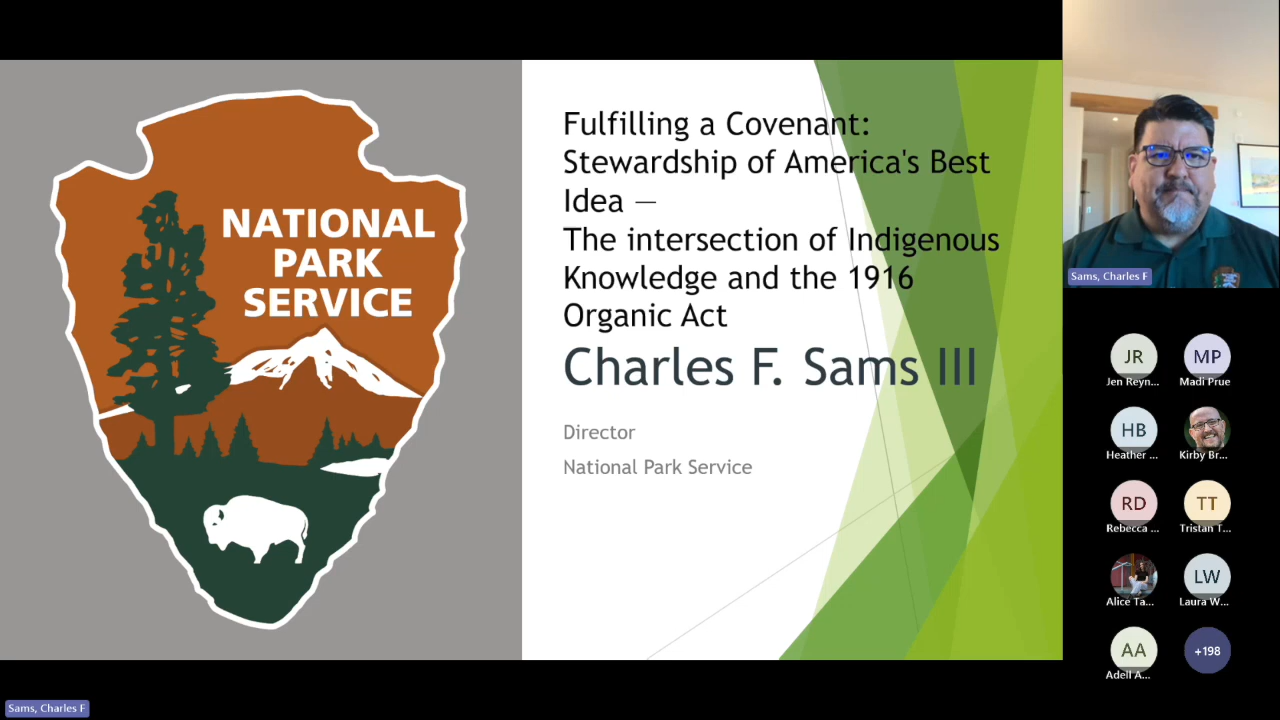 NATIONAL
PARK
SERVICE
Fulfilling a Covenant:
Stewardship of America's Best
Idea —
The intersection of Indigenous
Knowledge and the 1916
Organic Act
Charles F. Sams III
Director
National Park Service
Sams, Charles F
JR
MP
Jen Reyn...
Madi Prue
HB
Heather ...
Kirby Br...
RD
TT
Rebecca ...
Tristan T...
LW
Alice Ta...
Laura W...
AA
+198
Adell A...
Sams, Charles F